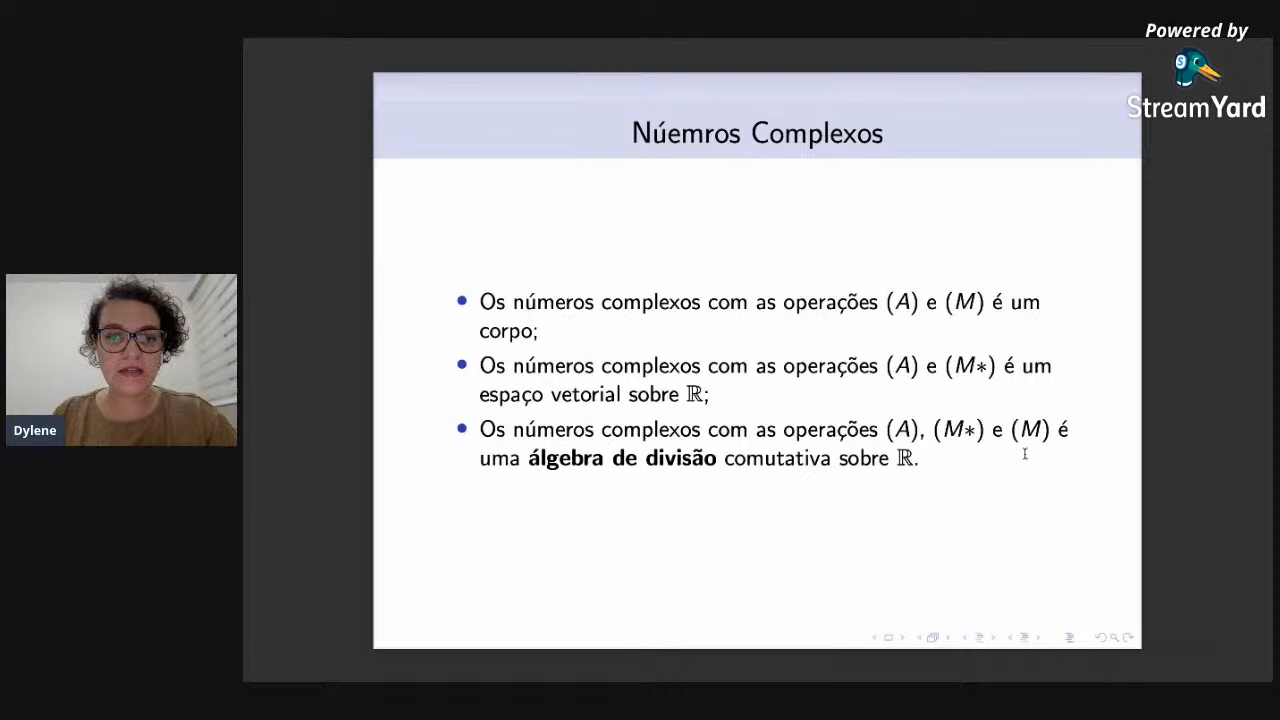 Powered by
StreamYard
Núemros Complexos
Os números complexos com as operações (A) e (M) é um
corpo;
Os números complexos com as operações (A) e (M∗) é um
espaço vetorial sobre ℝ;
Os números complexos com as operações (A), (M∗) e (M) é
uma álgebra de divisão comutativa sobre ℝ.
Dylene